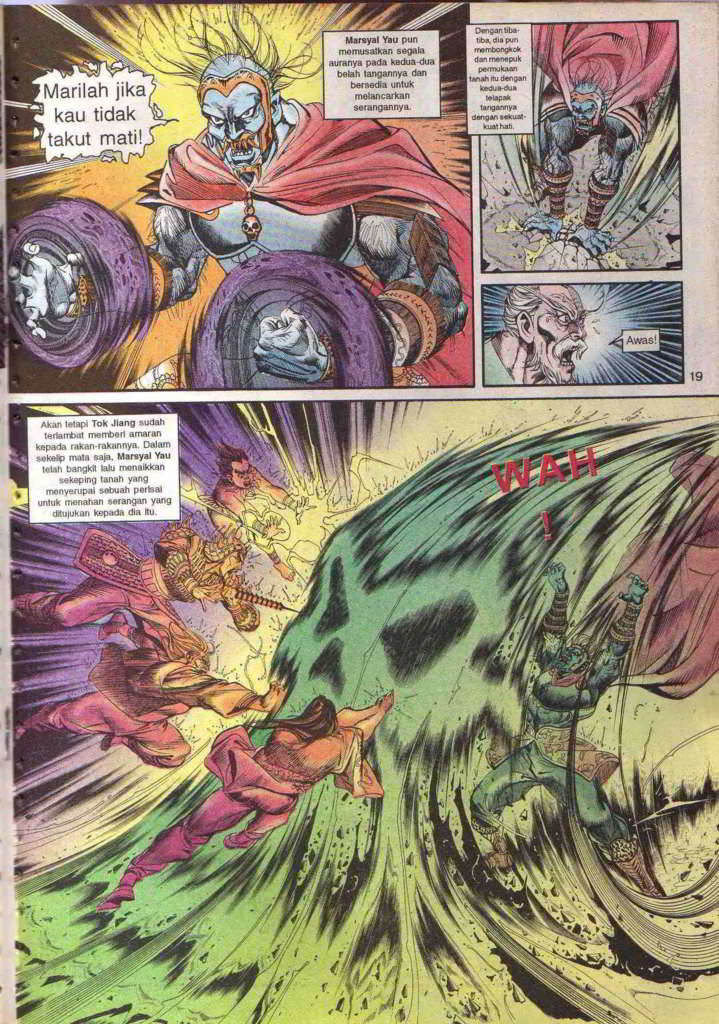 Marilah jika
kau tidak
takut mati!
Marsyal Yau pun
memusatkan segala
auranya pada kedua-dua
belah tangannya dan
bersedia untuk
melancarkan
serangannya.
Dengan tiba-
tiba, dia pun
membongkok
dan menepuk
permukaan
tanah itu dengan
kedua-dua
telapak
tangannya
dengan sekuat-
kuat hati.
Awas!
19
Akan tetapi Tok Jiang sudah
terlambat memberi amaran
kepada rakan-rakannya. Dalam
sekelip mata saja, Marsyal Yau
telah bangkit lalu menaikkan
sekeping tanah yang
menyerupai sebuah perisai
untuk menahan serangan yang
ditujukan kepada dia itu.
WAH
!